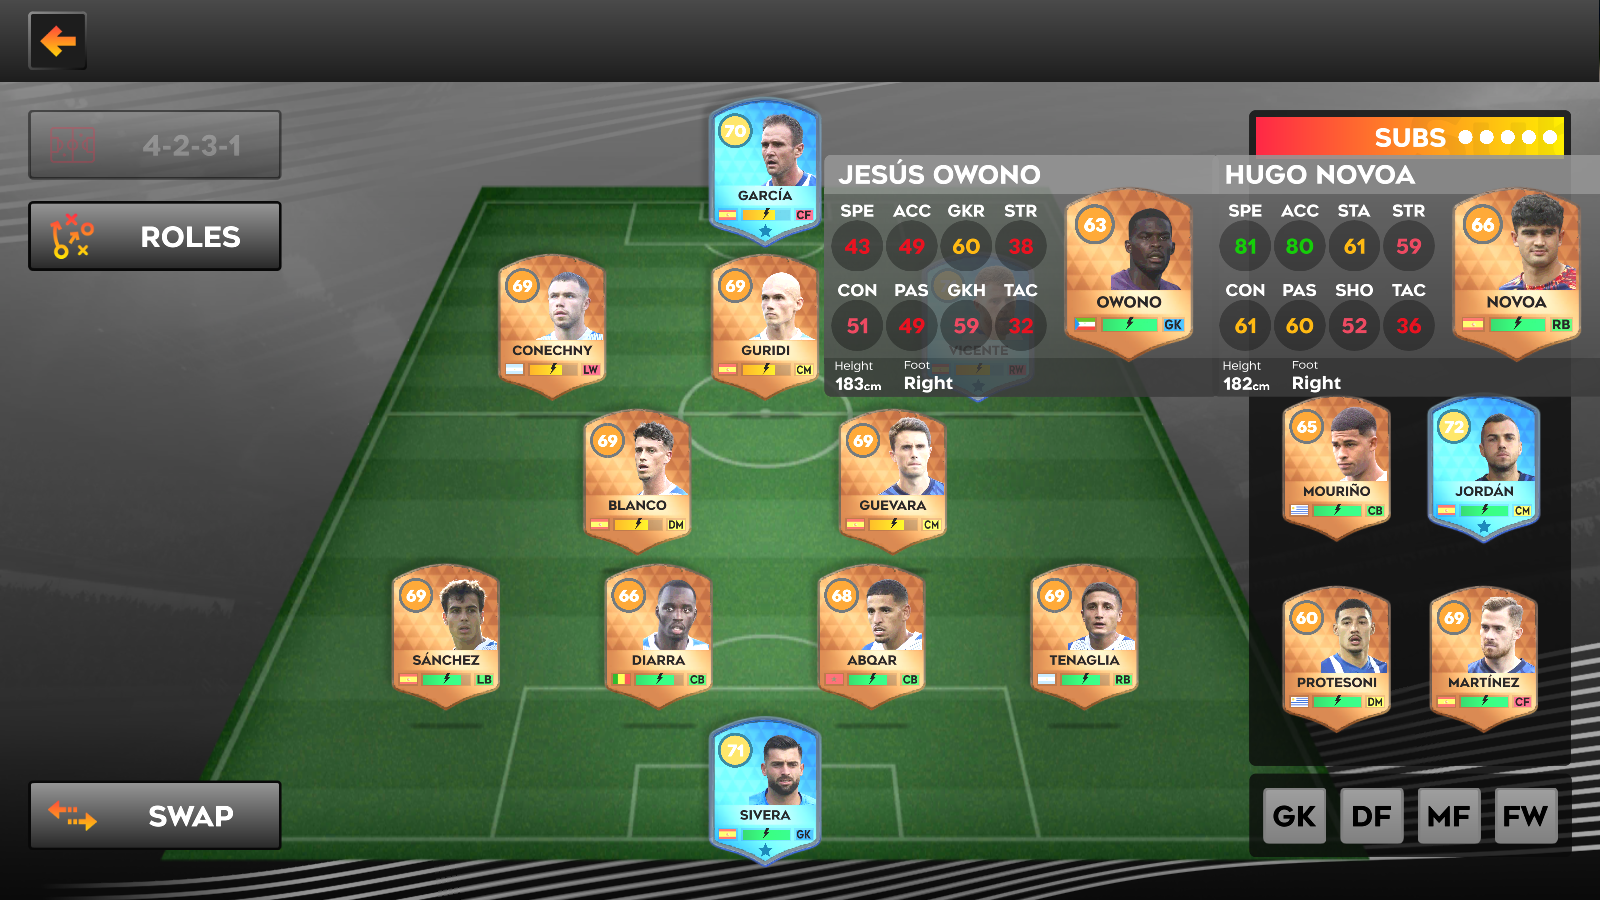 4-2-3-1
ROLES
SWAP
70
GARCÍA
CF
69
CONECHNY
LW
69
GURIDI
CM
VICENTE
RW
69
BLANCO
DM
69
GUEVARA
CM
69
SÁNCHEZ
LB
66
DIARRA
CB
68
ABQAR
CB
69
TENAGLIA
RB
71
SIVERA
GK
SUBS
JESÚS OWONO
SPE ACC GKR STR
43 49 60 38
CON PAS GKH TAC
51 49 59 32
Height Foot
183cm Right
63
OWONO
GK
HUGO NOVOA
SPE ACC STA STR
81 80 61 59
CON PAS SHO TAC
61 60 52 36
Height Foot
182cm Right
66
NOVOA
RB
65
MOURIÑO
CB
72
JORDÁN
CM
60
PROTESONI
DM
69
MARTÍNEZ
CF
GK DF MF FW